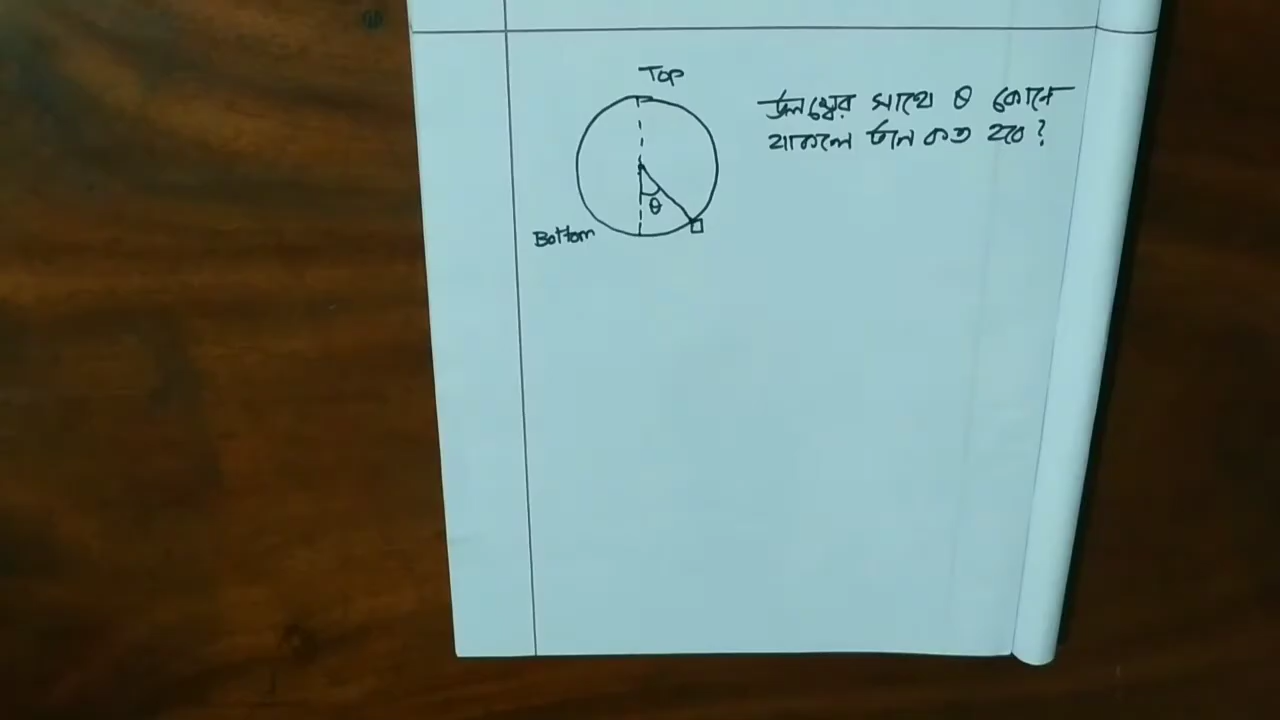 Top
উলম্বের সাথে θ কোনে
থাকলে টান কত হবে?
θ
Bottom